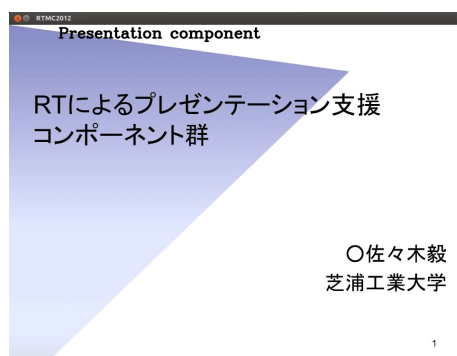 RTMC2012
Presentation component
RTによるプレゼンテーション支援
コンポーネント群
〇佐々木毅
芝浦工業大学
1